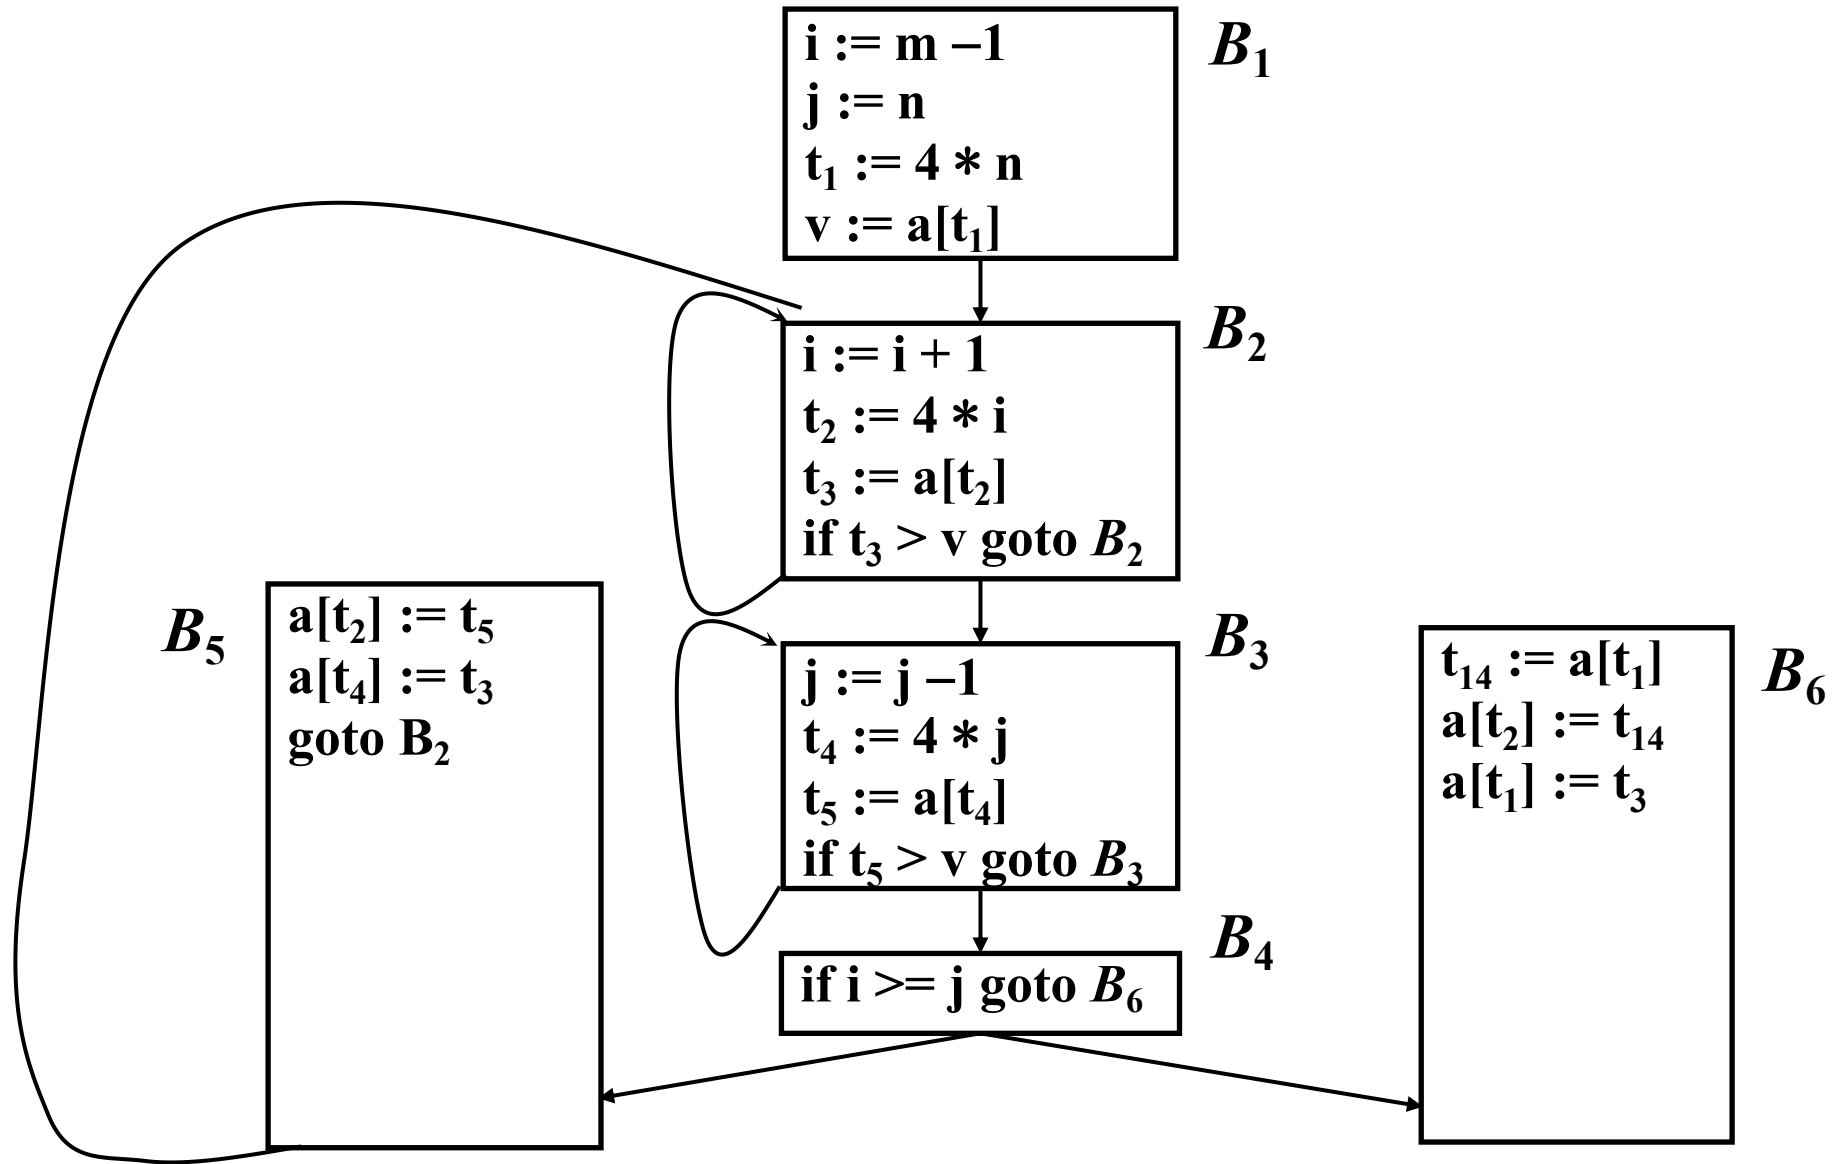 B₁
i := m –1
j := n
t₁ := 4 * n
v := a[t₁]
B₂
i := i + 1
t₂ := 4 * i
t₃ := a[t₂]
if t₃ > v goto B₂
B₃
j := j –1
t₄ := 4 * j
t₅ := a[t₄]
if t₅ > v goto B₃
B₄
if i >= j goto B₆
B₅
a[t₂] := t₅
a[t₄] := t₃
goto B₂
B₆
t₁₄ := a[t₁]
a[t₂] := t₁₄
a[t₁] := t₃